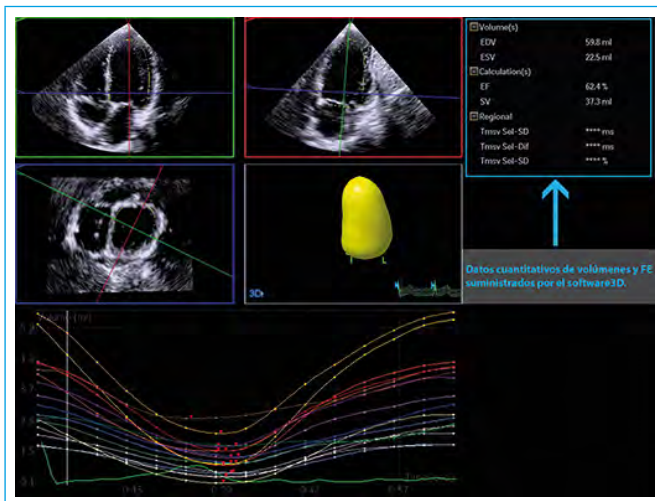 Volume(s)
EDV 59.8 ml
ESV 22.5 ml
Calculation(s)
EF 62.4 %
SV 37.3 ml
Regional
Tmsv Sel-SD **** ms
Tmsv Sel-Dif **** ms
Tmsv Sel-SD **** %
3D
I L
Datos cuantitativos de volúmenes y FE
suministrados por el software3D.
Volume (ml)